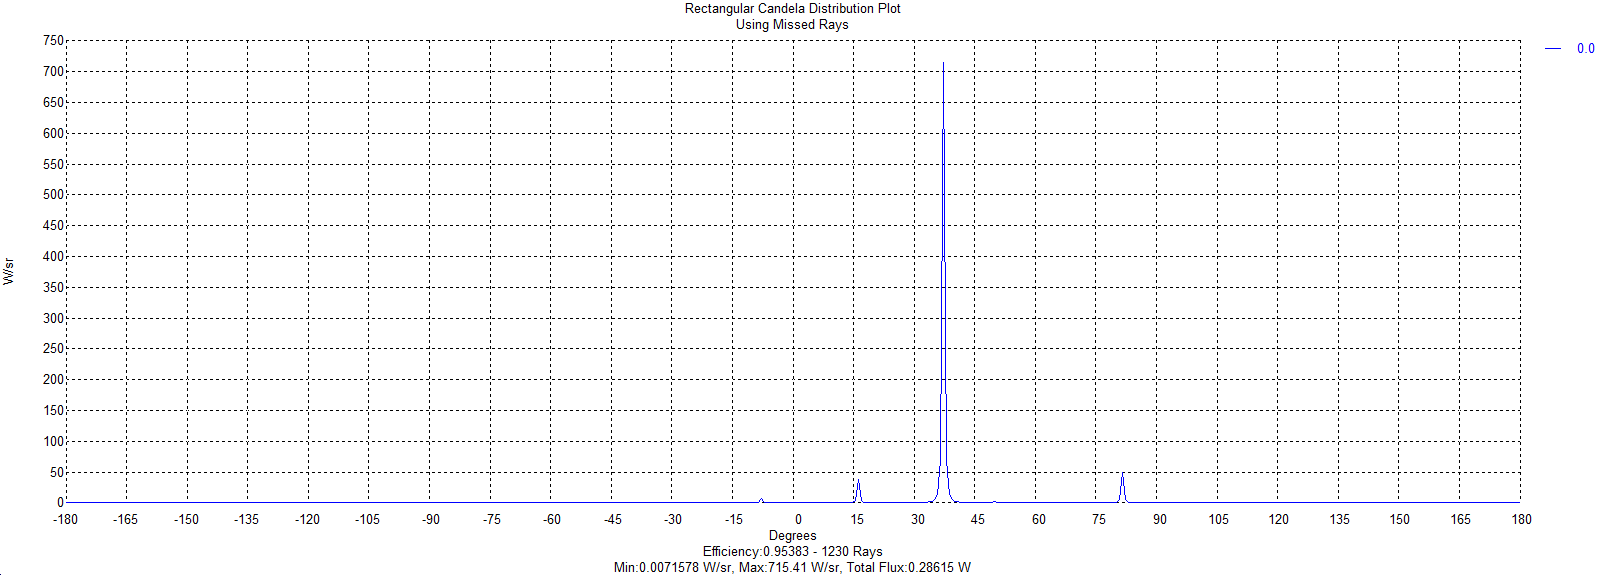 Rectangular Candela Distribution Plot
Using Missed Rays
0.0
750
700
650
600
550
500
450
400
350
300
250
200
150
100
50
0
W/sr
-180 -165 -150 -135 -120 -105 -90 -75 -60 -45 -30 -15 0 15 30 45 60 75 90 105 120 135 150 165 180
Degrees
Efficiency:0.95383 - 1230 Rays
Min:0.0071578 W/sr, Max:715.41 W/sr, Total Flux:0.28615 W